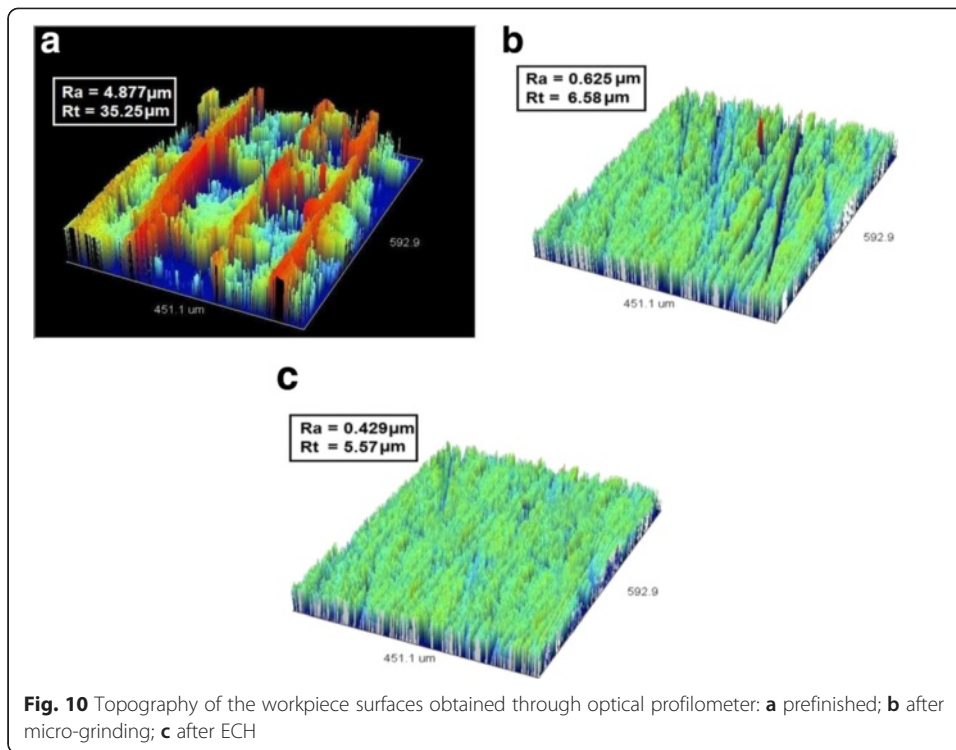 a
Ra = 4.877µm
Rt = 35.25µm
592.9
451.1 um
b
Ra = 0.625 µm
Rt = 6.58µm
592.9
451.1 um
c
Ra = 0.429µm
Rt = 5.57µm
592.9
451.1 um
Fig. 10 Topography of the workpiece surfaces obtained through optical profilometer: a prefinished; b after
micro-grinding; c after ECH